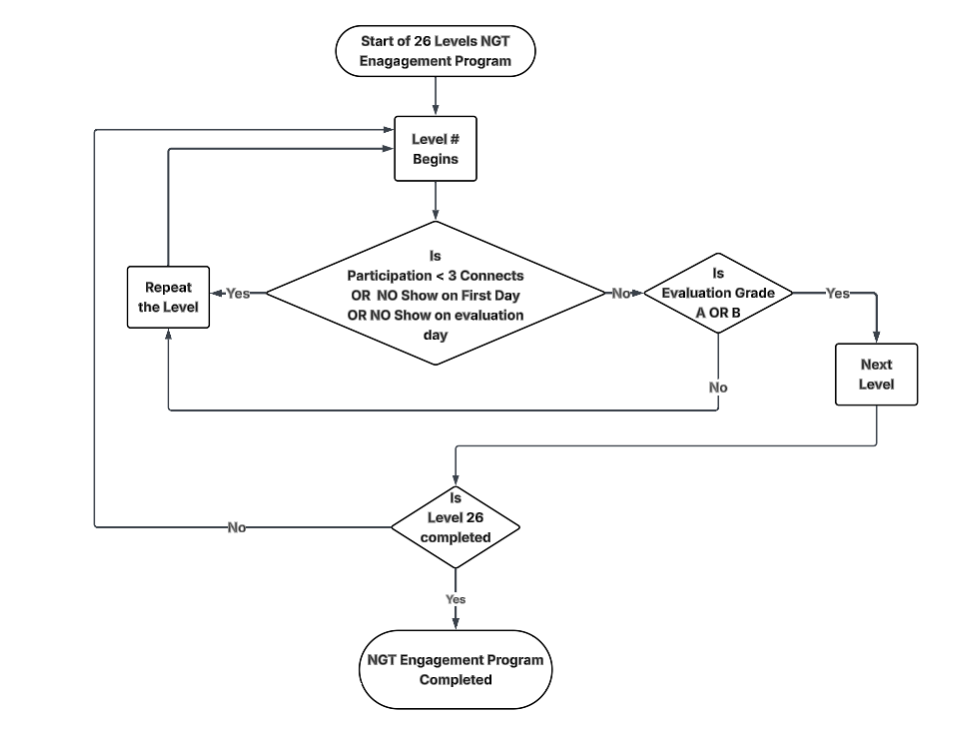 Start of 26 Levels NGT
Enagagement Program
Level #
Begins
Is
Participation < 3 Connects
OR  NO Show on First Day
OR NO Show on evaluation
day
Yes
Repeat
the Level
No
Is
Evaluation Grade
A OR B
Yes
No
Next
Level
Is
Level 26
completed
No
Yes
NGT Engagement Program
Completed